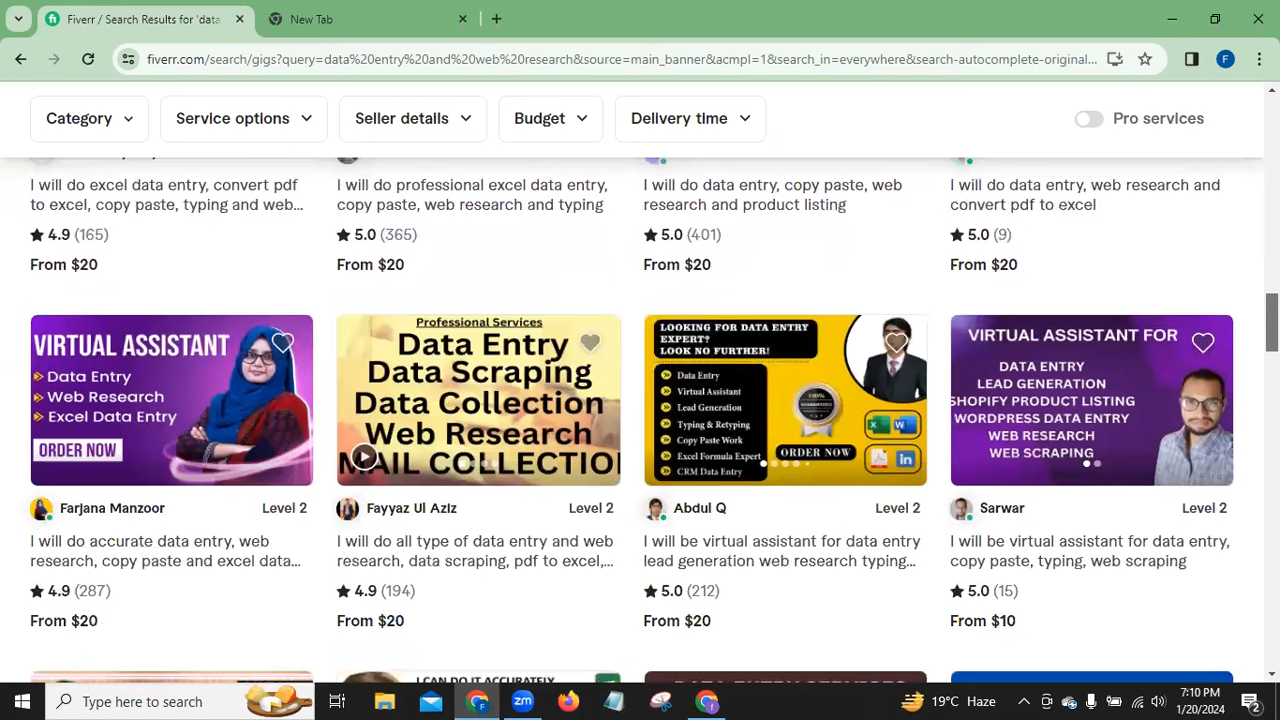 Fiverr / Search Results for 'data
New Tab
fiverr.com/search/gigs?query=data%20entry%20and%20web%20research&source=main_banner&acmpl=1&search_in=everywhere&search-autocomplete-original...
F
Category
Service options
Seller details
Budget
Delivery time
Pro services
I will do excel data entry, convert pdf
to excel, copy paste, typing and web...
4.9 (165)
From $20
I will do professional excel data entry,
copy paste, web research and typing
5.0 (365)
From $20
I will do data entry, copy paste, web
research and product listing
5.0 (401)
From $20
I will do data entry, web research and
convert pdf to excel
5.0 (9)
From $20
VIRTUAL ASSISTANT
Data Entry
Web Research
Excel Data Entry
ORDER NOW
Farjana Manzoor
Level 2
I will do accurate data entry, web
research, copy paste and excel data...
4.9 (287)
From $20
Professional Services
Data Entry
Data Scraping
Data Collection
Web Research
MAIL COLLECTIO
Fayyaz Ul Aziz
Level 2
I will do all type of data entry and web
research, data scraping, pdf to excel,...
4.9 (194)
From $20
LOOKING FOR DATA ENTRY
EXPERT?
LOOK NO FURTHER!
Data Entry
Virtual Assistant
Lead Generation
Typing & Retyping
Copy Paste Work
Excel Formula Expert
CRM Data Entry
100%
ORDER NOW
Abdul Q
Level 2
I will be virtual assistant for data entry
lead generation web research typing...
5.0 (212)
From $20
VIRTUAL ASSISTANT FOR
DATA ENTRY
LEAD GENERATION
SHOPIFY PRODUCT LISTING
WORDPRESS DATA ENTRY
WEB RESEARCH
WEB SCRAPING
Sarwar
Level 2
I will be virtual assistant for data entry,
copy paste, typing, web scraping
5.0 (15)
From $10
I CAN DO IT ACCURATELY
Type here to search
19°C Haze
7:10 PM
1/20/2024
2